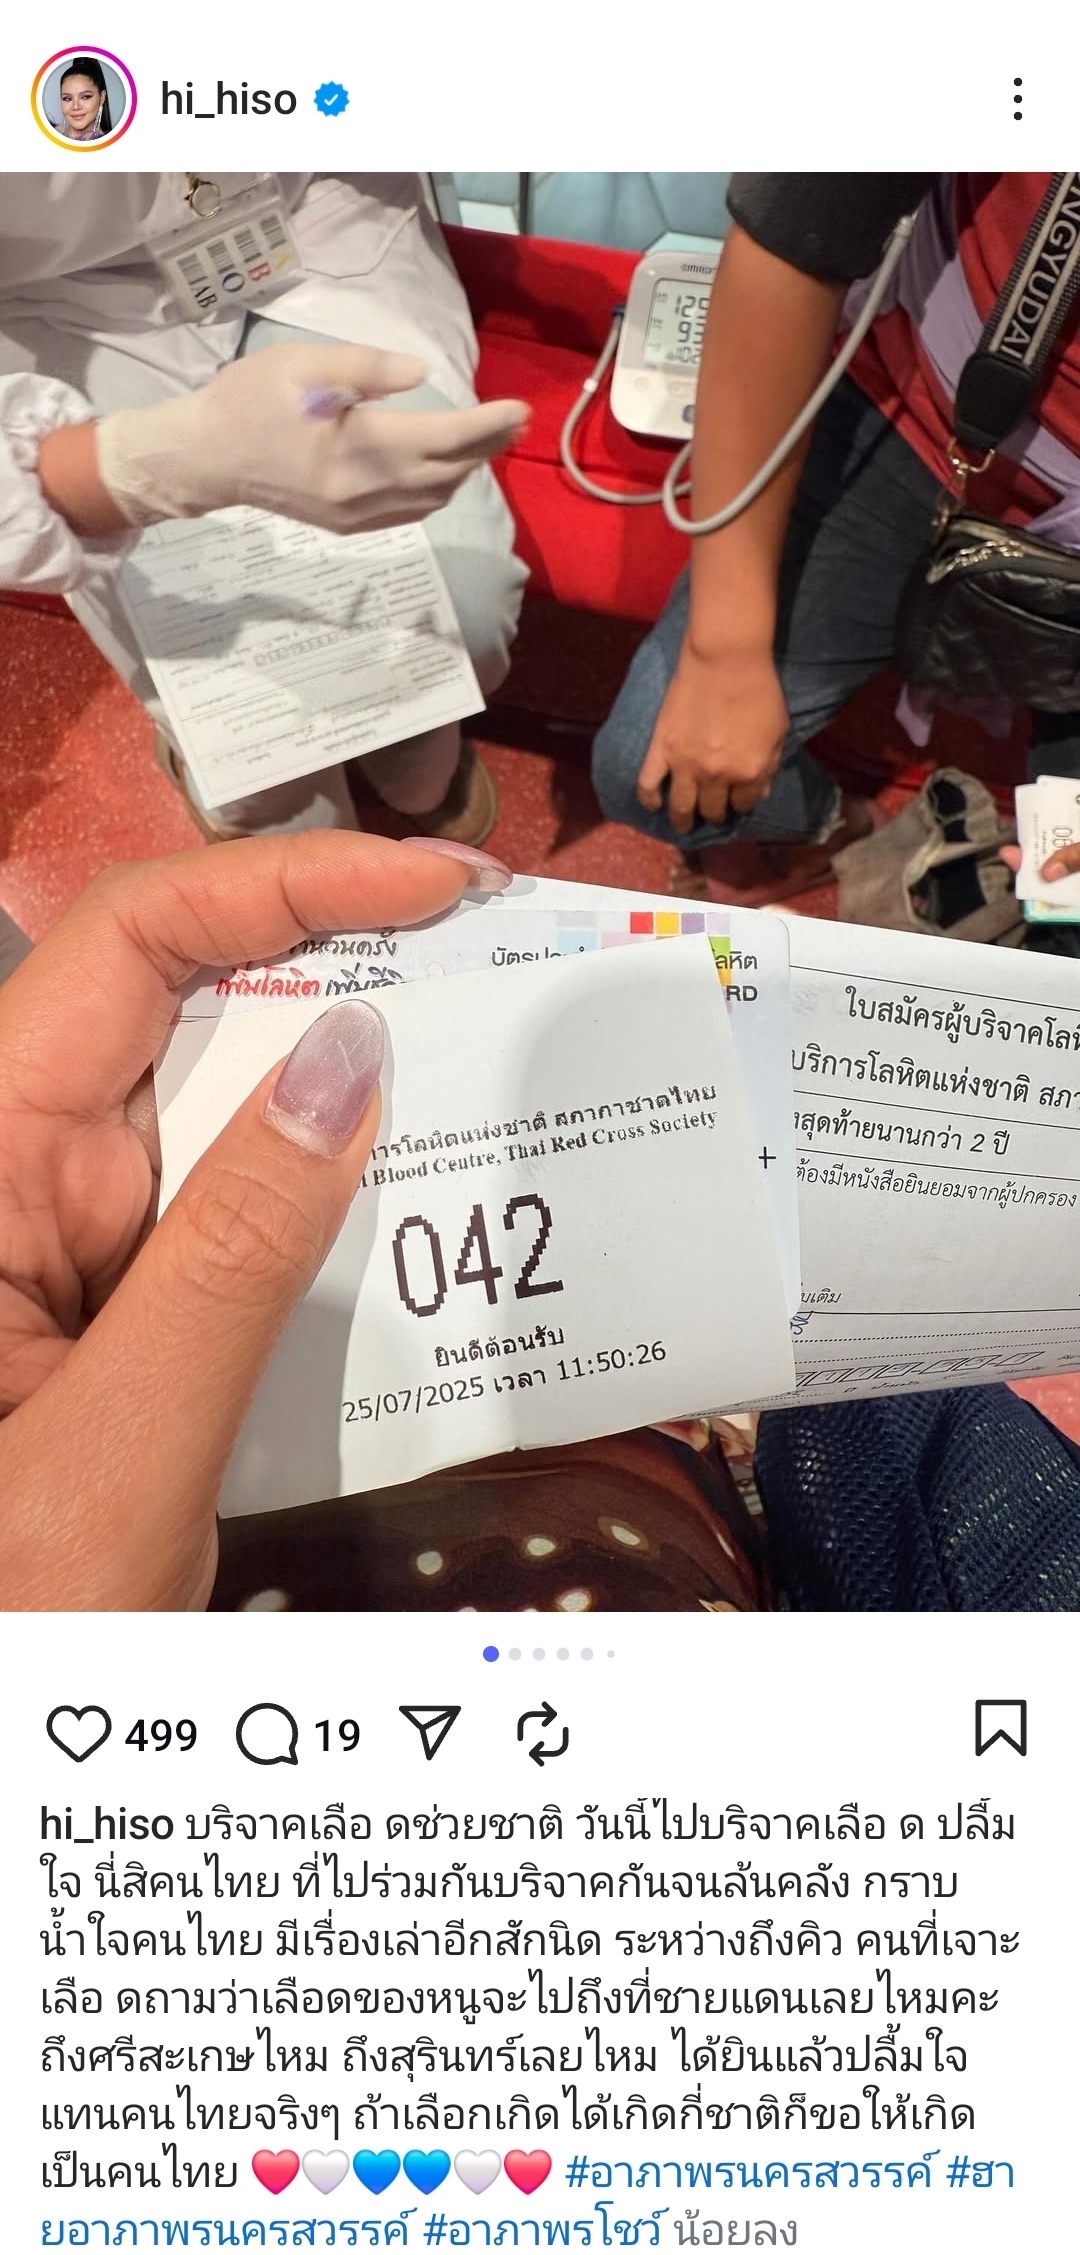 hi_hiso
BIO
LAB
NGYUDAI
129
93
จำนวนครั้ง
เพิ่มโลหิต
ลหิต
RD
ใบสมัครผู้บริจาคโลหิ
บริการโลหิตแห่งชาติ สภา
สุดท้ายนานกว่า 2 ปี
ต้องมีหนังสือยินยอมจากผู้ปกครอง
การโลหิตแห่งชาติ สภากาชาดไทย
l Blood Centre, Thai Red Cross Society
042
ยินดีต้อนรับ
25/07/2025 เวลา 11:50:26
499 19
hi_hiso บริจาคเลือ ดช่วยชาติ วันนี้ไปบริจาคเลือ ด ปลื้ม
ใจ นี่สิคนไทย ที่ไปร่วมกันบริจาคกันจนล้นคลัง กราบ
น้ำใจคนไทย มีเรื่องเล่าอีกสักนิด ระหว่างถึงคิว คนที่เจาะ
เลือ ดถามว่าเลือดของหนูจะไปถึงที่ชายแดนเลยไหมคะ
ถึงศรีสะเกษไหม ถึงสุรินทร์เลยไหม ได้ยินแล้วปลื้มใจ
แทนคนไทยจริงๆ ถ้าเลือกเกิดได้เกิดกี่ชาติก็ขอให้เกิด
เป็นคนไทย ❤️🤍💙💙🤍❤️ #อาภาพรนครสวรรค์ #ฮา
ยอาภาพรนครสวรรค์ #อาภาพรโชว์ น้อยลง